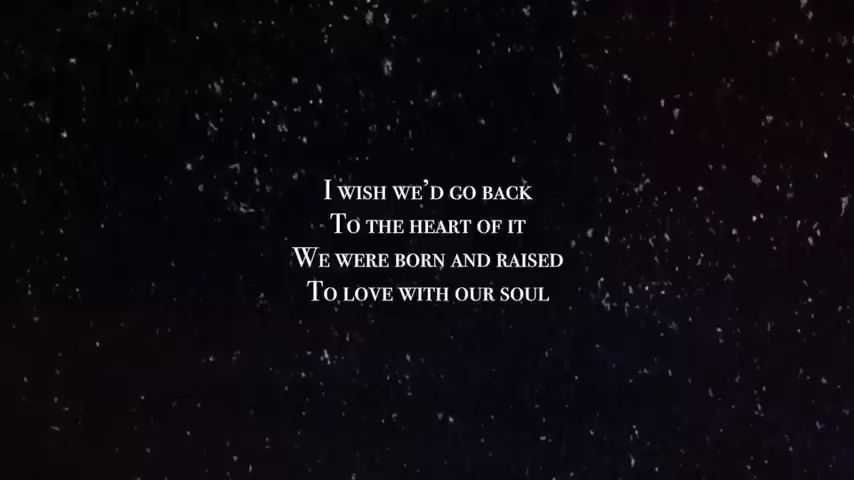 I wish we'd go back
To the heart of it
We were born and raised
To love with our soul